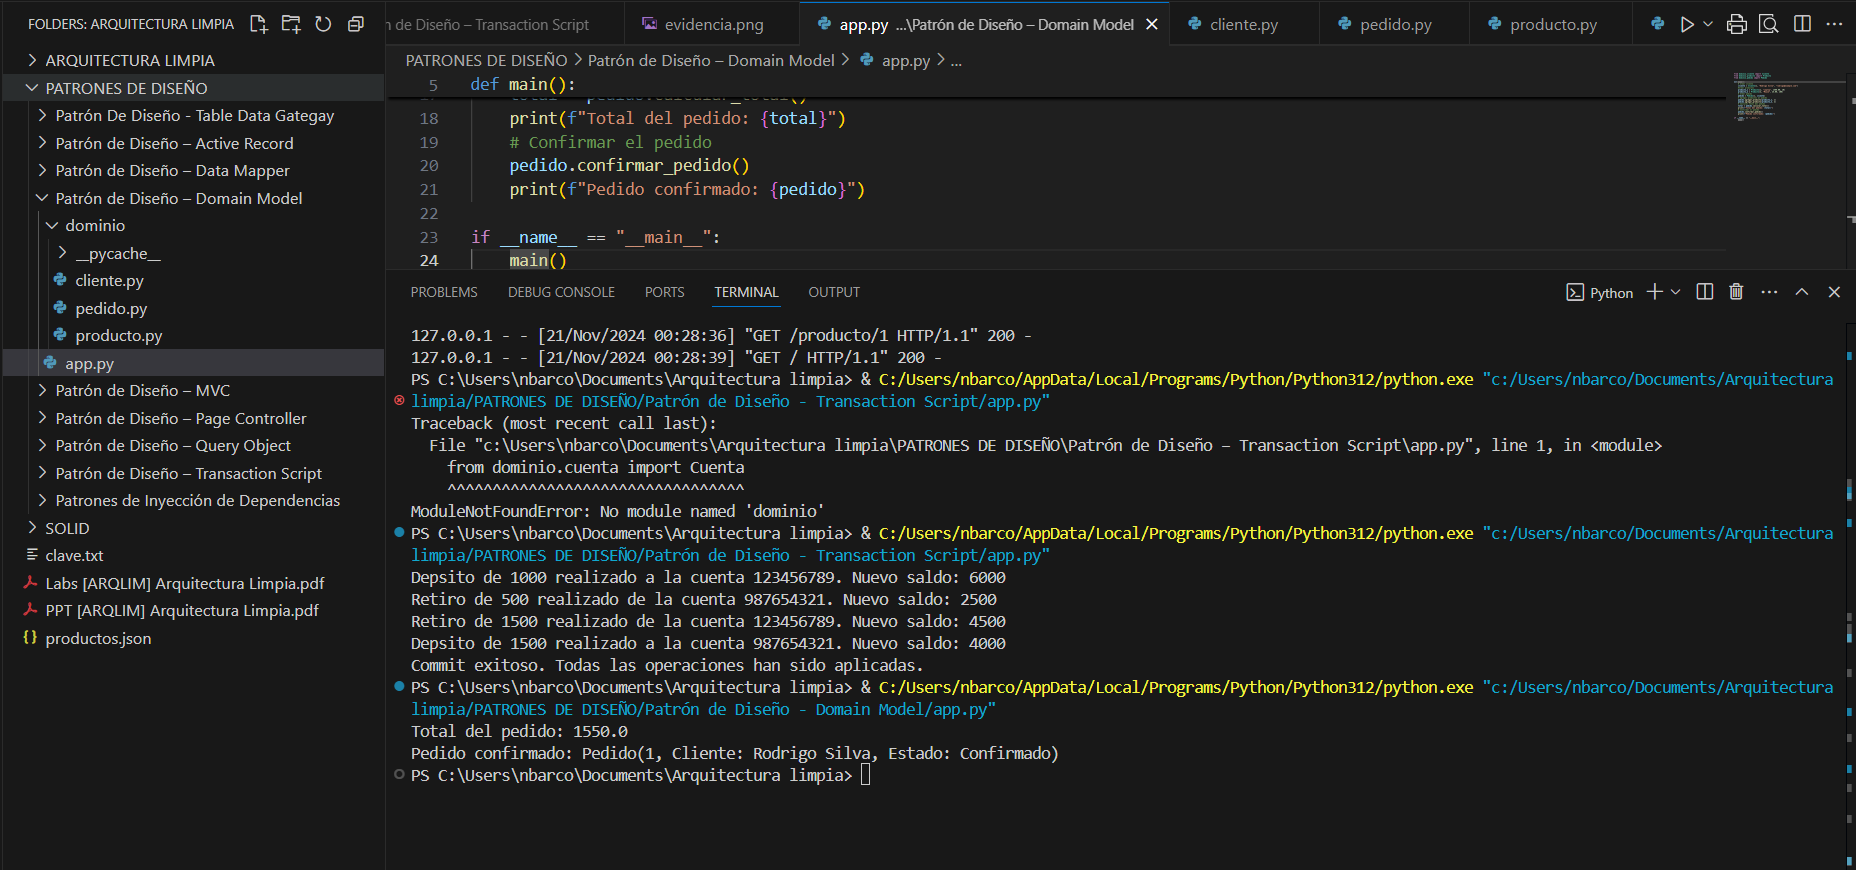 FOLDERS: ARQUITECTURA LIMPIA
ARQUITECTURA LIMPIA
PATRONES DE DISEÑO
Patrón De Diseño - Table Data Gategay
Patrón de Diseño – Active Record
Patrón de Diseño – Data Mapper
Patrón de Diseño – Domain Model
dominio
__pycache__
cliente.py
pedido.py
producto.py
app.py
Patrón de Diseño – MVC
Patrón de Diseño – Page Controller
Patrón de Diseño – Query Object
Patrón de Diseño – Transaction Script
Patrones de Inyección de Dependencias
SOLID
clave.txt
Labs [ARQLIM] Arquitectura Limpia.pdf
PPT [ARQLIM] Arquitectura Limpia.pdf
productos.json
n de Diseño – Transaction Script evidencia.png app.py ...\Patrón de Diseño – Domain Model cliente.py pedido.py producto.py
PATRONES DE DISEÑO > Patrón de Diseño – Domain Model > app.py > ...
5 def main():
total = pedido.calcular_total()
18 print(f"Total del pedido: {total}")
19 # Confirmar el pedido
20 pedido.confirmar_pedido()
21 print(f"Pedido confirmado: {pedido}")
22
23 if __name__ == "__main__":
24 main()
PROBLEMS DEBUG CONSOLE PORTS TERMINAL OUTPUT Python
127.0.0.1 - - [21/Nov/2024 00:28:36] "GET /producto/1 HTTP/1.1" 200 -
127.0.0.1 - - [21/Nov/2024 00:28:39] "GET / HTTP/1.1" 200 -
PS C:\Users\nbarco\Documents\Arquitectura limpia> & C:/Users/nbarco/AppData/Local/Programs/Python/Python312/python.exe "c:/Users/nbarco/Documents/Arquitectura
limpia/PATRONES DE DISEÑO/Patrón de Diseño - Transaction Script/app.py"
Traceback (most recent call last):
File "c:\Users\nbarco\Documents\Arquitectura limpia\PATRONES DE DISEÑO\Patrón de Diseño – Transaction Script\app.py", line 1, in <module>
from dominio.cuenta import Cuenta
^^^^^^^^^^^^^^^^^^^^^^^^^^^^^^^^^
ModuleNotFoundError: No module named 'dominio'
PS C:\Users\nbarco\Documents\Arquitectura limpia> & C:/Users/nbarco/AppData/Local/Programs/Python/Python312/python.exe "c:/Users/nbarco/Documents/Arquitectura
limpia/PATRONES DE DISEÑO/Patrón de Diseño - Transaction Script/app.py"
Depsito de 1000 realizado a la cuenta 123456789. Nuevo saldo: 6000
Retiro de 500 realizado de la cuenta 987654321. Nuevo saldo: 2500
Retiro de 1500 realizado de la cuenta 123456789. Nuevo saldo: 4500
Depsito de 1500 realizado a la cuenta 987654321. Nuevo saldo: 4000
Commit exitoso. Todas las operaciones han sido aplicadas.
PS C:\Users\nbarco\Documents\Arquitectura limpia> & C:/Users/nbarco/AppData/Local/Programs/Python/Python312/python.exe "c:/Users/nbarco/Documents/Arquitectura
limpia/PATRONES DE DISEÑO/Patrón de Diseño - Domain Model/app.py"
Total del pedido: 1550.0
Pedido confirmado: Pedido(1, Cliente: Rodrigo Silva, Estado: Confirmado)
PS C:\Users\nbarco\Documents\Arquitectura limpia>